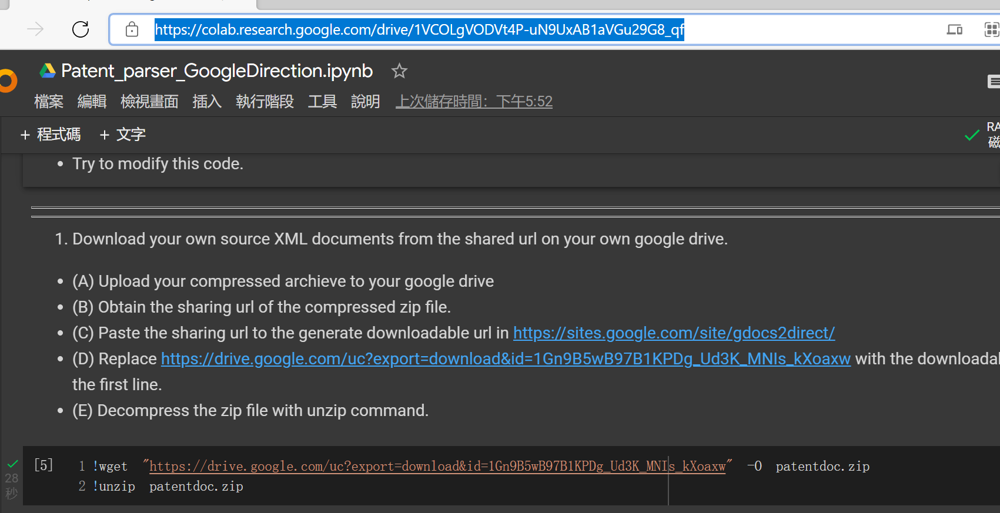 https://colab.research.google.com/drive/1VCOLgVODVt4P-uN9UxAB1aVGu29G8_qf
Patent_parser_GoogleDirection.ipynb
檔案 編輯 檢視畫面 插入 執行階段 工具 說明 上次儲存時間：下午5:52
+ 程式碼 + 文字
RA
磁
• Try to modify this code.
1. Download your own source XML documents from the shared url on your own google drive.
• (A) Upload your compressed archieve to your google drive
• (B) Obtain the sharing url of the compressed zip file.
• (C) Paste the sharing url to the generate downloadable url in https://sites.google.com/site/gdocs2direct/
• (D) Replace https://drive.google.com/uc?export=download&id=1Gn9B5wB97B1KPDg_Ud3K_MNIs_kXoaxw with the downloadal
the first line.
• (E) Decompress the zip file with unzip command.
[5] 1 !wget "https://drive.google.com/uc?export=download&id=1Gn9B5wB97B1KPDg_Ud3K_MNIs_kXoaxw" -O patentdoc.zip
28
秒
2 !unzip patentdoc.zip